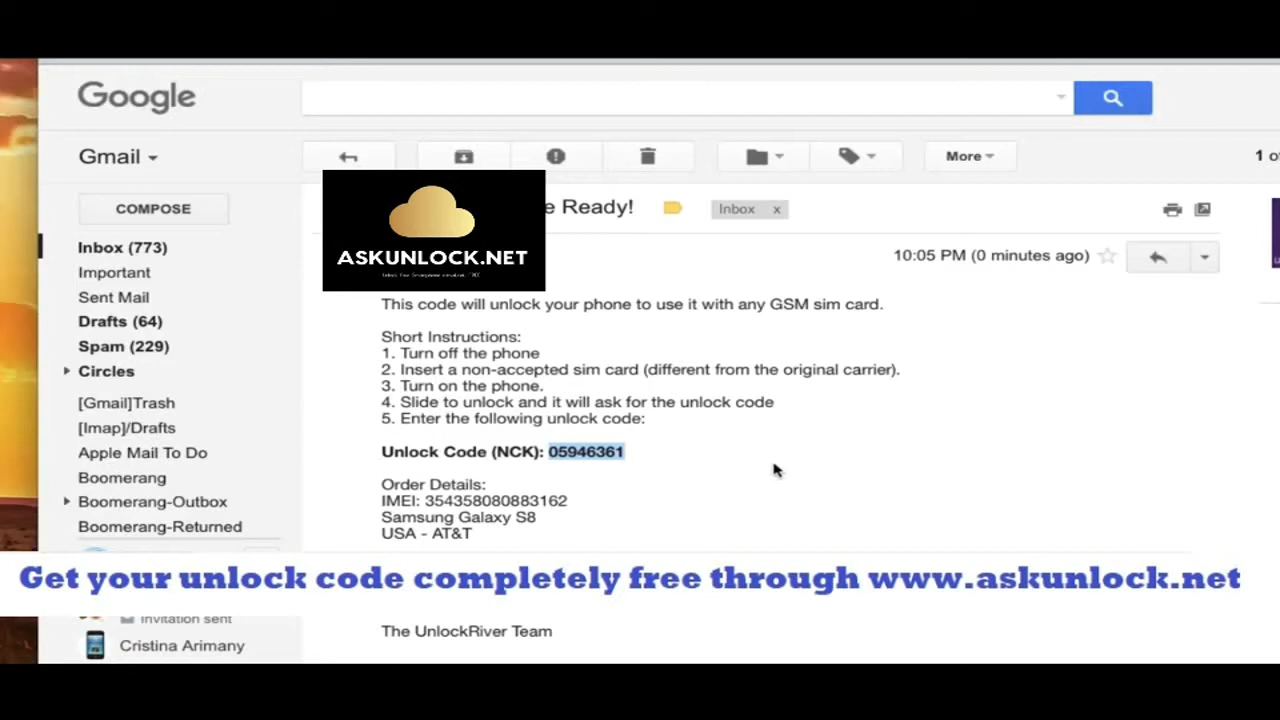 Google
Gmail
More
1 o
COMPOSE
e Ready!
Inbox x
ASKUNLOCK.NET
10:05 PM (0 minutes ago)
Inbox (773)
Important
Sent Mail
Drafts (64)
Spam (229)
Circles
[Gmail]Trash
[Imap]/Drafts
Apple Mail To Do
Boomerang
Boomerang-Outbox
Boomerang-Returned
This code will unlock your phone to use it with any GSM sim card.
Short Instructions:
1. Turn off the phone
2. Insert a non-accepted sim card (different from the original carrier).
3. Turn on the phone.
4. Slide to unlock and it will ask for the unlock code
5. Enter the following unlock code:
Unlock Code (NCK): 05946361
Order Details:
IMEI: 354358080883162
Samsung Galaxy S8
USA - AT&T
Get your unlock code completely free through www.askunlock.net
Invitation sent
Cristina Arimany
The UnlockRiver Team